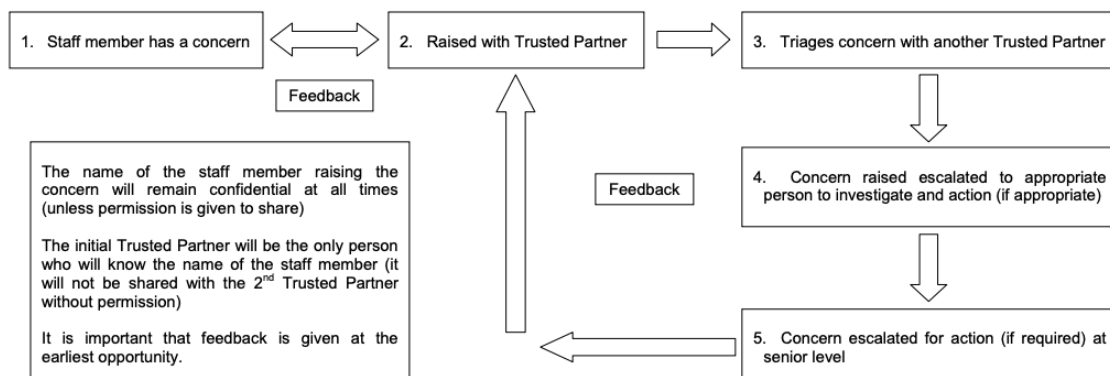 1. Staff member has a concern
2. Raised with Trusted Partner
3. Triages concern with another Trusted Partner
Feedback
The name of the staff member raising the
concern will remain confidential at all times
(unless permission is given to share)
The initial Trusted Partner will be the only person
who will know the name of the staff member (it
will not be shared with the 2nd Trusted Partner
without permission)
It is important that feedback is given at the
earliest opportunity.
Feedback
4. Concern raised escalated to appropriate
person to investigate and action (if appropriate)
5. Concern escalated for action (if required) at
senior level